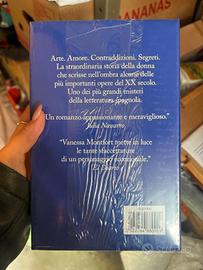 ANANAS
Arte. Amore. Contraddizioni. Segreti.
La straordinaria storia della donna
che scrisse nell'ombra alcune delle
più importanti opere del XX secolo.
Uno dei più grandi misteri
della letteratura spagnola.
Un romanzo appassionante e meraviglioso."
Julia Navarro
"Vanessa Montfort mette in luce
le tante sfaccettature
di un personaggio eccezionale."